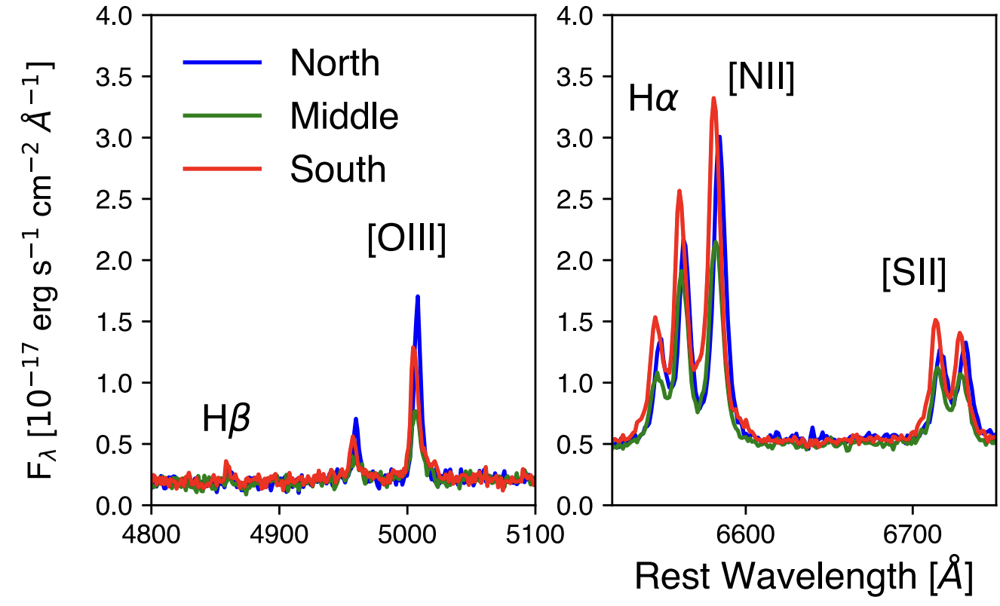 F_λ [10⁻¹⁷ erg s⁻¹ cm⁻² Å⁻¹]
4.0
3.5
3.0
2.5
2.0
1.5
1.0
0.5
0.0
North
Middle
South
[OIII]
Hβ
4800 4900 5000 5100
4.0
3.5
3.0
2.5
2.0
1.5
1.0
0.5
0.0
[NII]
Hα
[SII]
6600 6700
Rest Wavelength [Å]